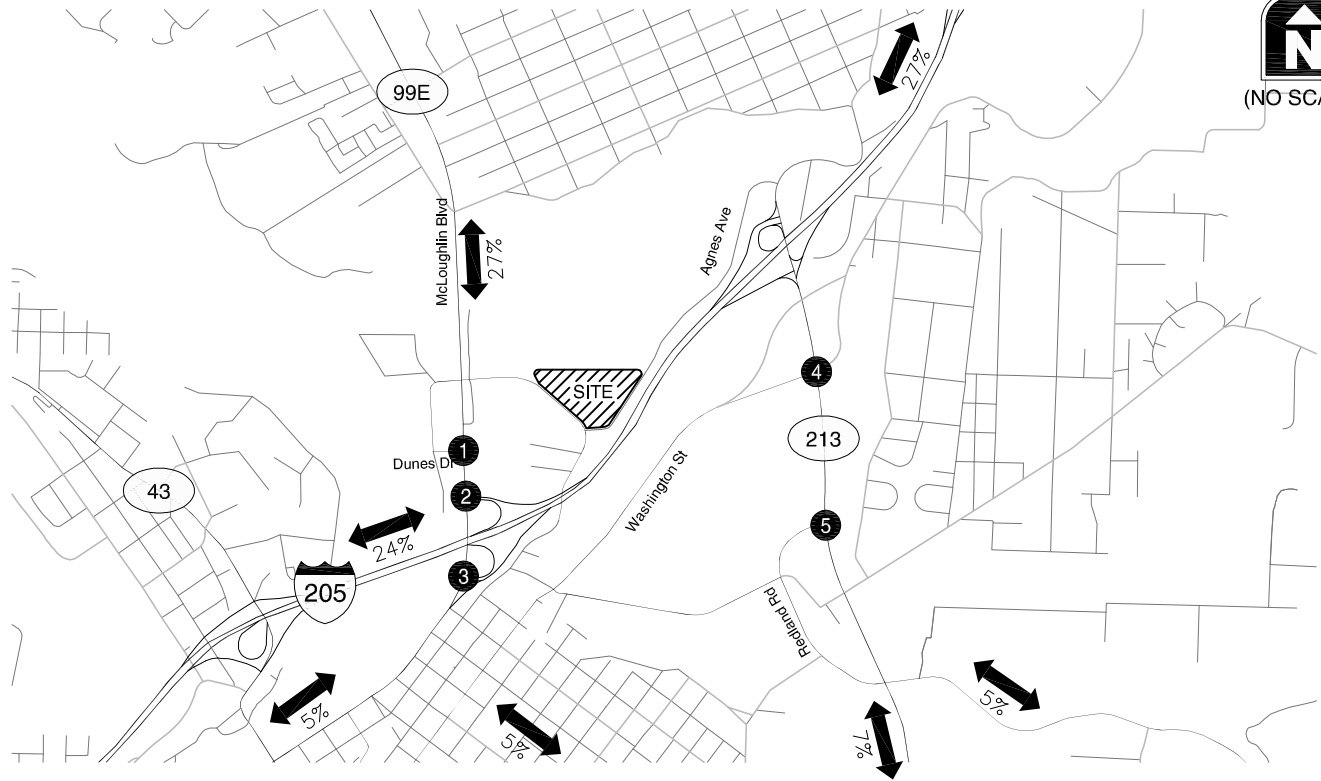 27%
N
99E
(NO SCA
McLoughlin Blvd
27%
Agnes Ave
SITE
4
213
1
Dunes Dr
43
2
Washington St
5
24%
3
205
Redland Rd
5%
5%
5%
7%